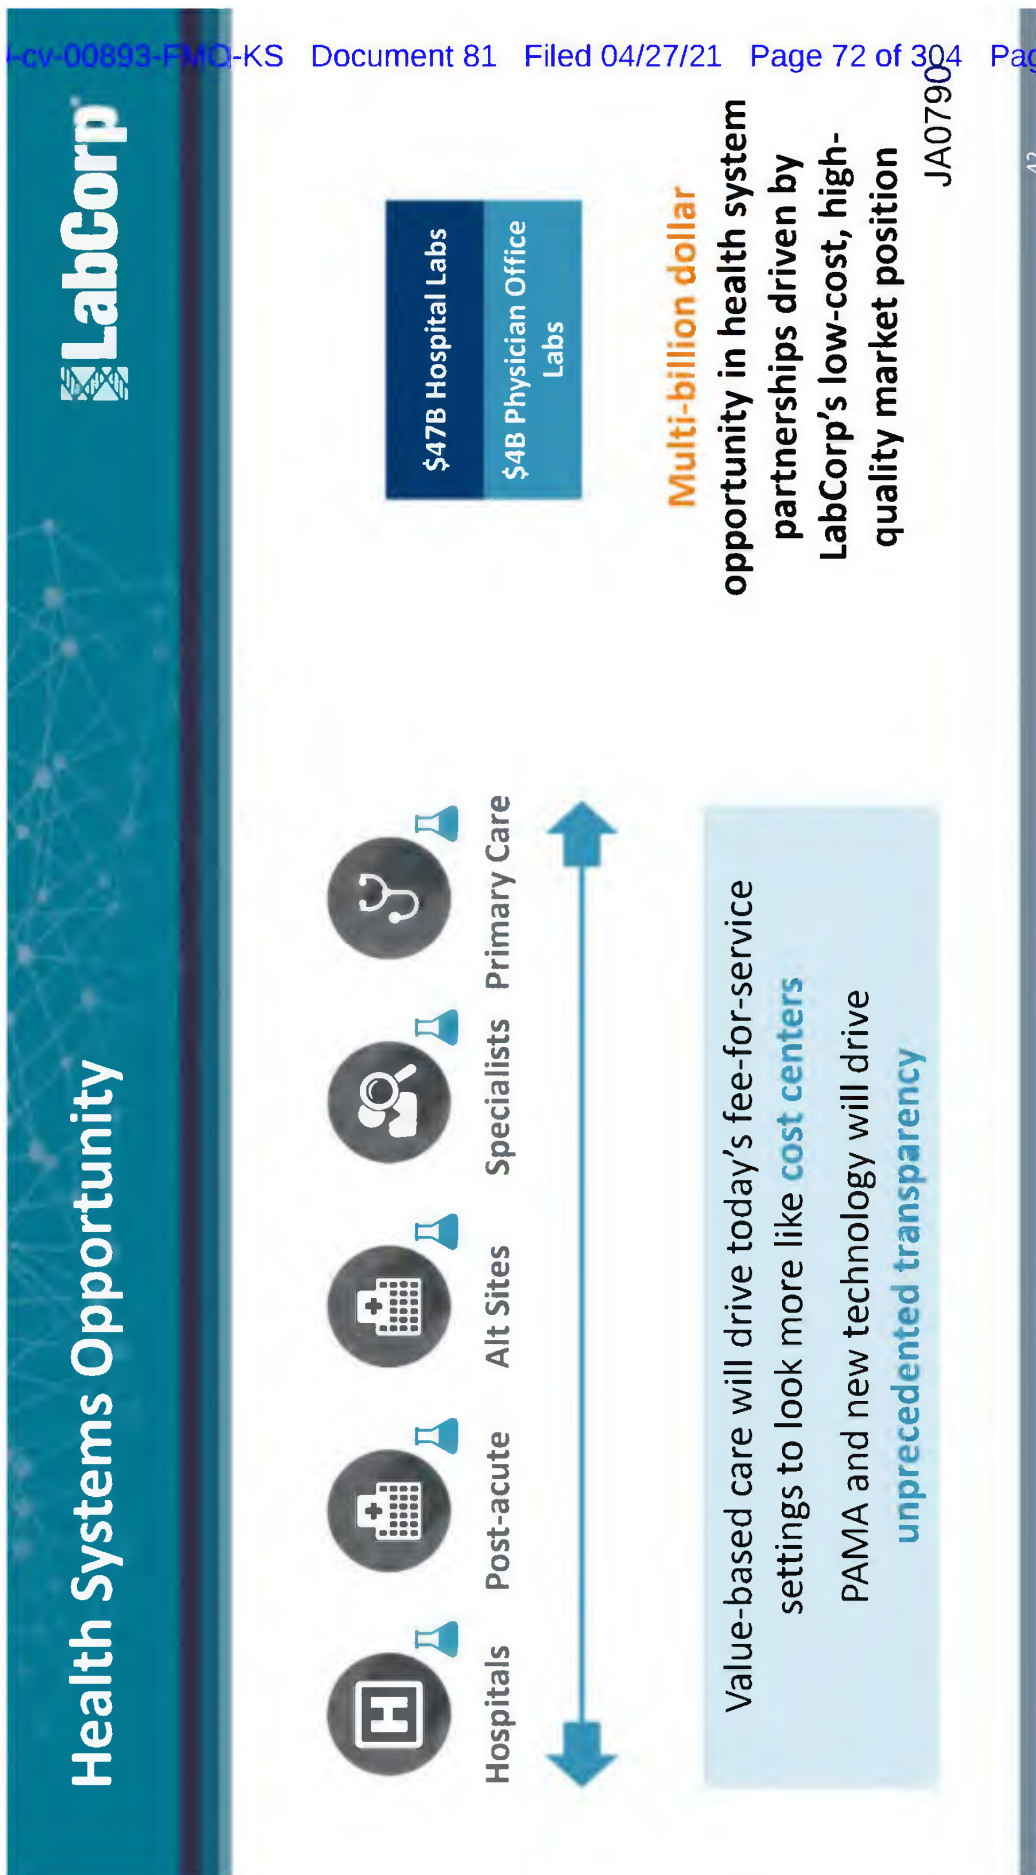 -cv-00893-FMO-KS Document 81 Filed 04/27/21 Page 72 of 304 Pag
Health Systems Opportunity
LabCorp
Hospitals
Post-acute
Alt Sites
Specialists
Primary Care
$47B Hospital Labs
$4B Physician Office
Labs
Value-based care will drive today's fee-for-service
settings to look more like cost centers
PAMA and new technology will drive
unprecedented transparency
Multi-billion dollar
opportunity in health system
partnerships driven by
LabCorp's low-cost, high-
quality market position
JA0790
42